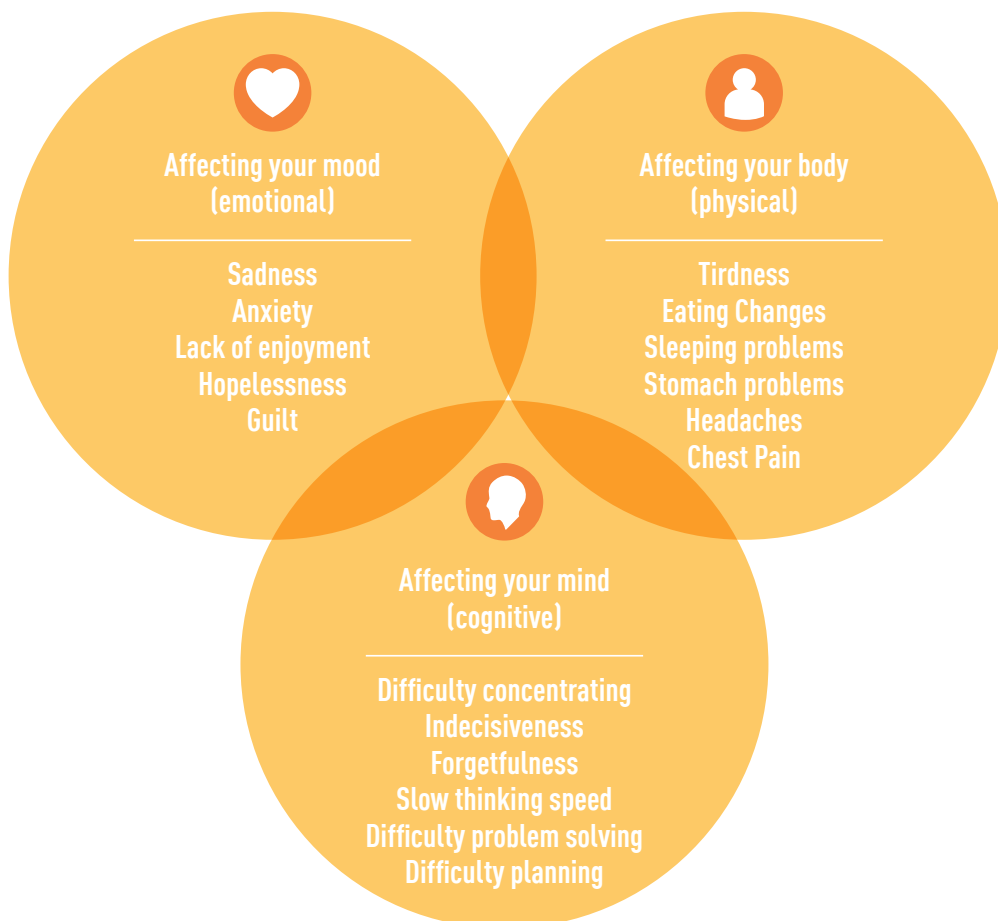 Affecting your mood
(emotional)
Sadness
Anxiety
Lack of enjoyment
Hopelessness
Guilt
Affecting your body
(physical)
Tirdness
Eating Changes
Sleeping problems
Stomach problems
Headaches
Chest Pain
Affecting your mind
(cognitive)
Difficulty concentrating
Indecisiveness
Forgetfulness
Slow thinking speed
Difficulty problem solving
Difficulty planning